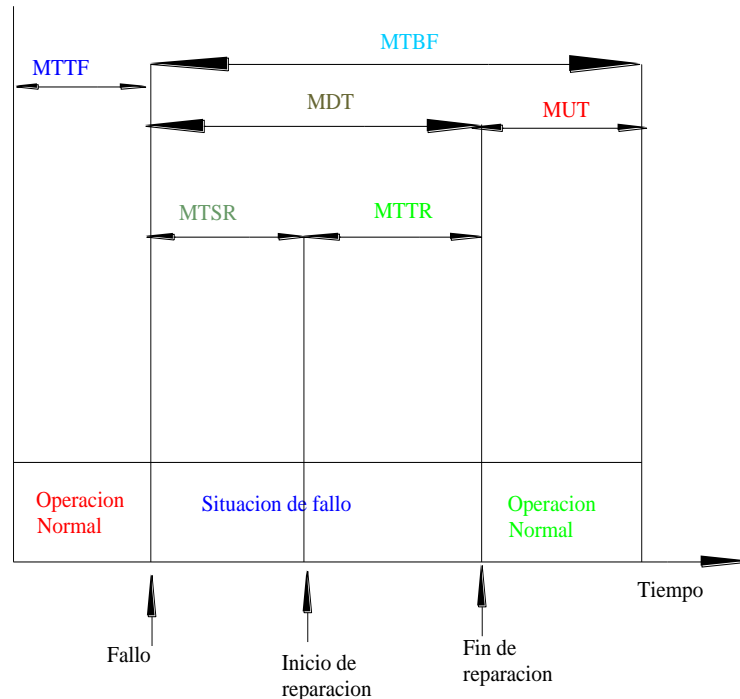 MTBF
MTTF
MDT
MUT
MTSR
MTTR
Operacion
Normal
Situacion de fallo
Operacion
Normal
Tiempo
Fallo
Inicio de
reparacion
Fin de
reparacion